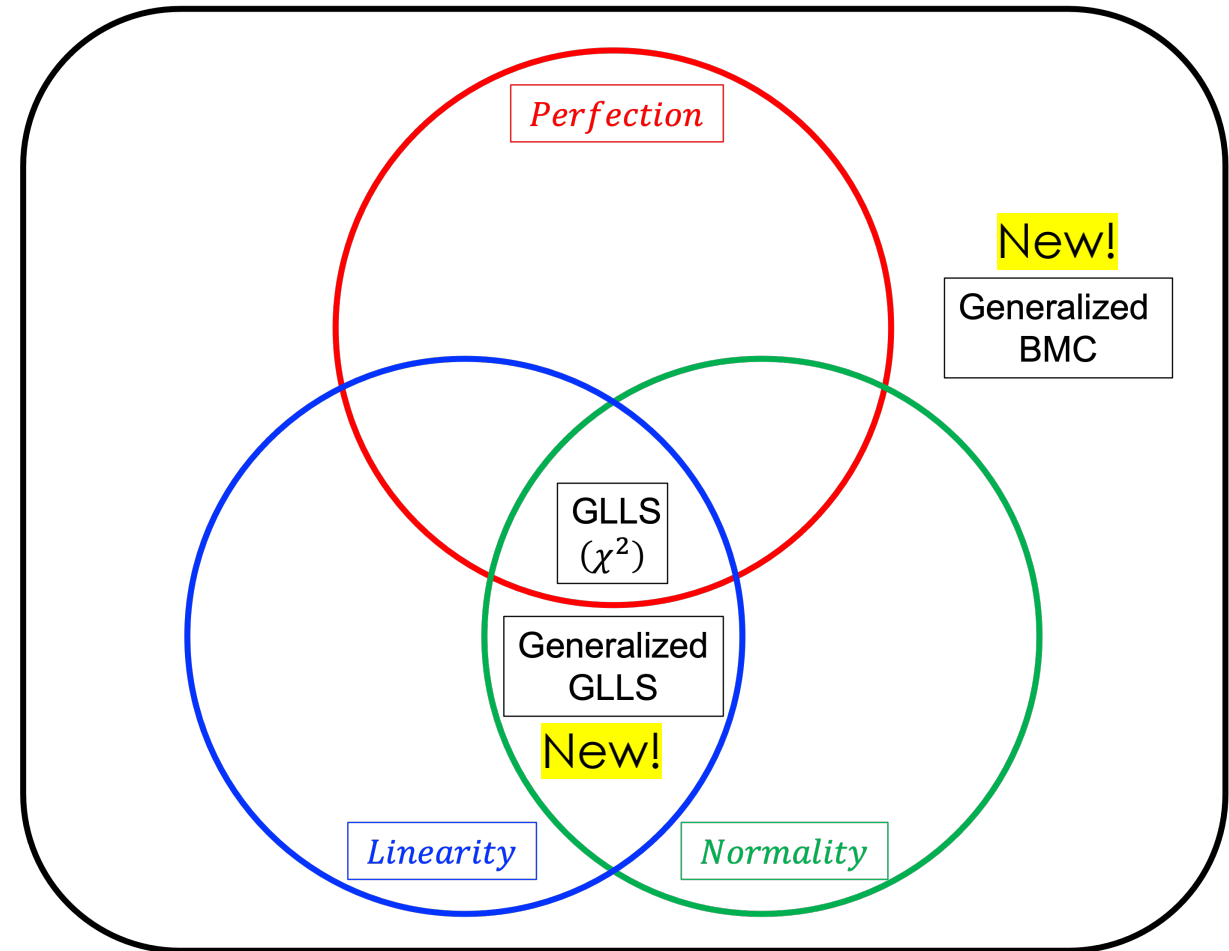 Perfection
New!
Generalized
BMC
GLLS
(χ²)
Generalized
GLLS
New!
Linearity
Normality